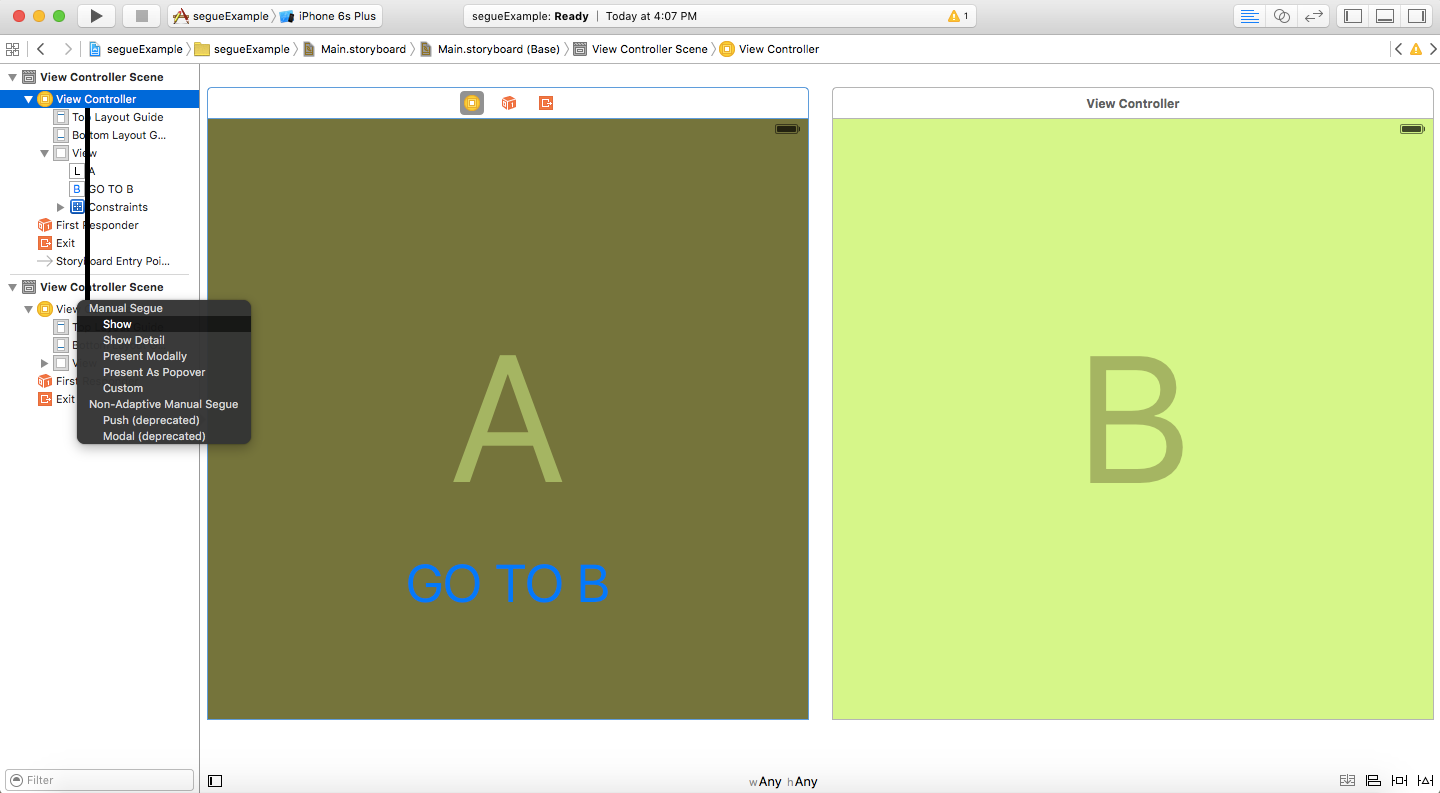 segueExample iPhone 6s Plus
segueExample: Ready | Today at 4:07 PM
1
segueExample segueExample Main.storyboard Main.storyboard (Base) View Controller Scene View Controller
View Controller Scene
View Controller
Top Layout Guide
Bottom Layout G...
View
L A
B GO TO B
Constraints
First Responder
Exit
Storyboard Entry Poi...
View Controller Scene
View
Manual Segue
Show
Show Detail
Present Modally
Present As Popover
Custom
Non-Adaptive Manual Segue
Push (deprecated)
Modal (deprecated)
Exit
Filter
A
GO TO B
View Controller
B
wAny hAny